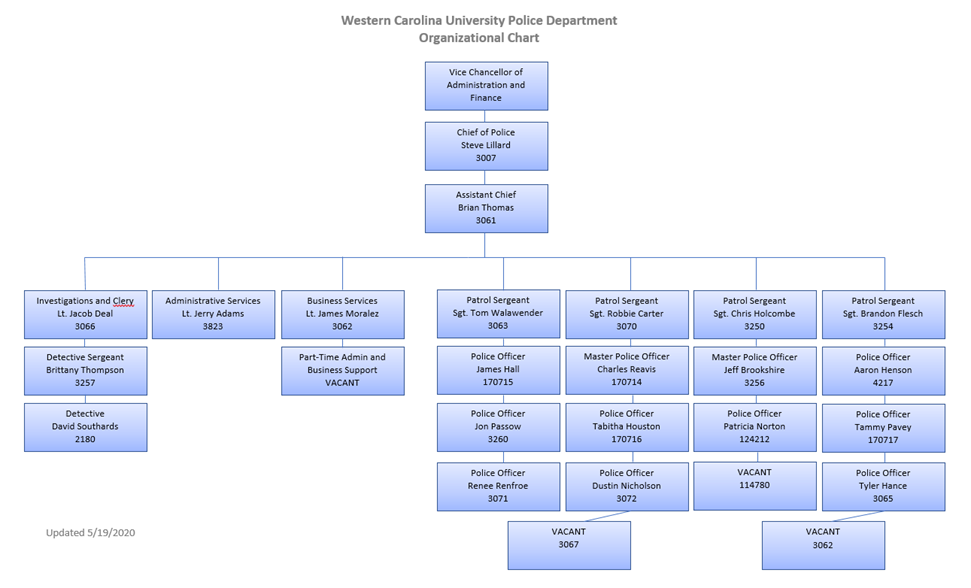 Western Carolina University Police Department
Organizational Chart
Vice Chancellor of
Administration and
Finance
Chief of Police
Steve Lillard
3007
Assistant Chief
Brian Thomas
3061
Investigations and Clery
Lt. Jacob Deal
3066
Detective Sergeant
Brittany Thompson
3257
Detective
David Southards
2180
Administrative Services
Lt. Jerry Adams
3823
Business Services
Lt. James Moralez
3062
Part-Time Admin and
Business Support
VACANT
Patrol Sergeant
Sgt. Tom Walawender
3063
Police Officer
James Hall
170715
Police Officer
Jon Passow
3260
Police Officer
Renee Renfroe
3071
Patrol Sergeant
Sgt. Robbie Carter
3070
Master Police Officer
Charles Reavis
170714
Police Officer
Tabitha Houston
170716
Police Officer
Dustin Nicholson
3072
VACANT
3067
Patrol Sergeant
Sgt. Chris Holcombe
3250
Master Police Officer
Jeff Brookshire
3256
Police Officer
Patricia Norton
124212
VACANT
114780
Patrol Sergeant
Sgt. Brandon Flesch
3254
Police Officer
Aaron Henson
4217
Police Officer
Tammy Pavey
170717
Police Officer
Tyler Hance
3065
VACANT
3062
Updated 5/19/2020